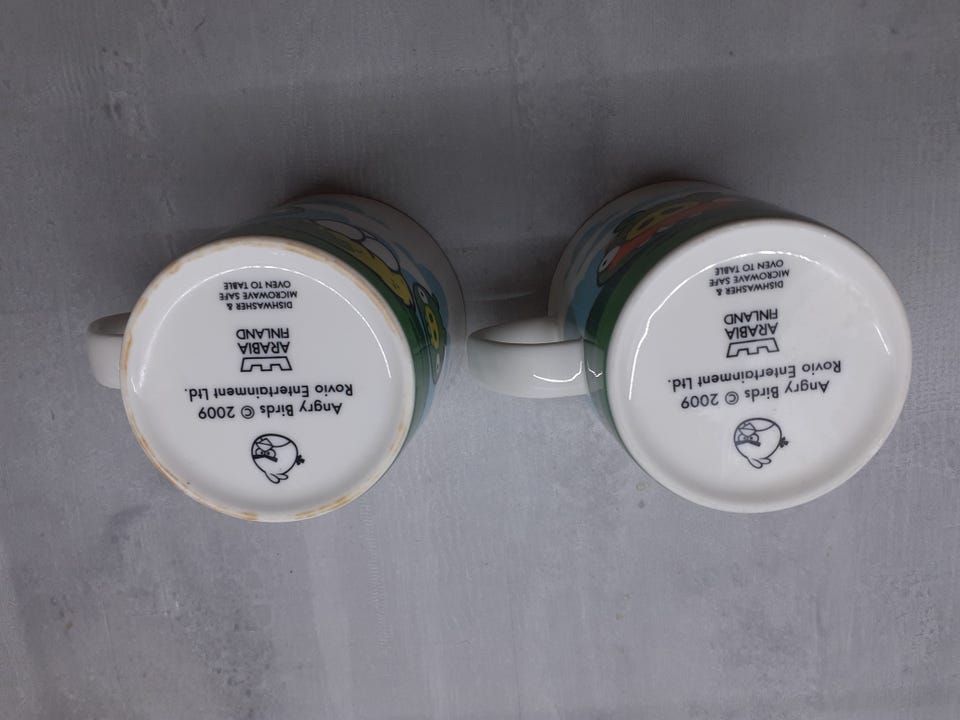 Angry Birds © 2009
Rovio Entertainment Ltd.
ARABIA
FINLAND
DISHWASHER &
MICROWAVE SAFE
OVEN TO TABLE
Angry Birds © 2009
Rovio Entertainment Ltd.
ARABIA
FINLAND
DISHWASHER &
MICROWAVE SAFE
OVEN TO TABLE